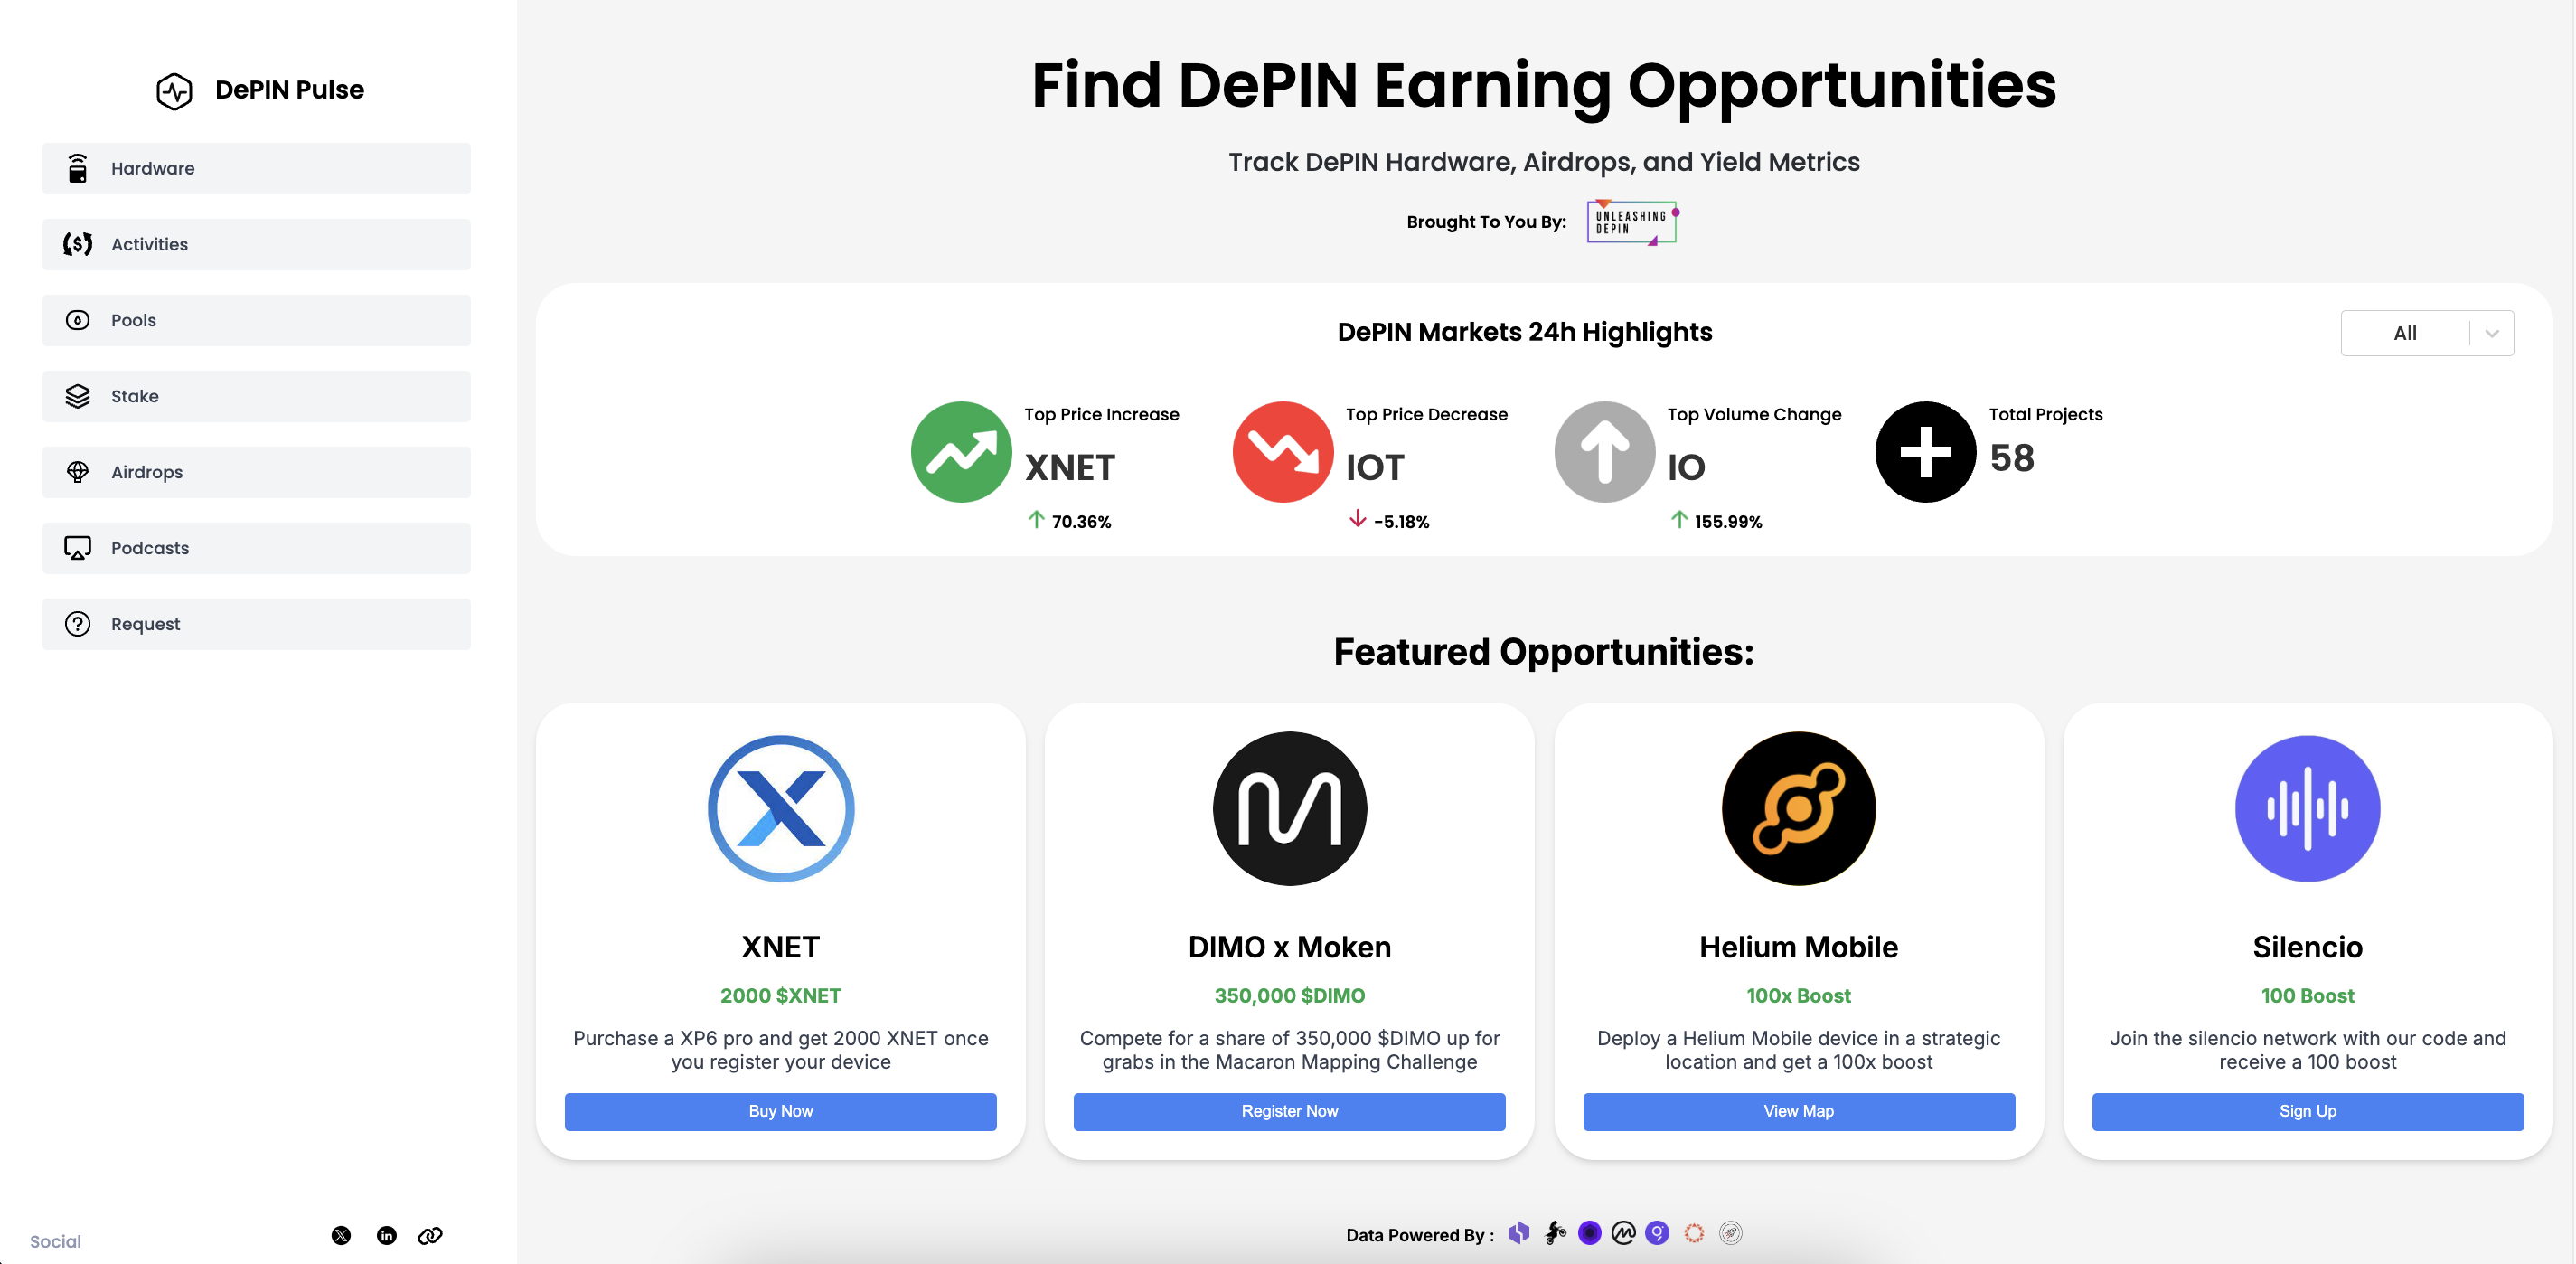 DePIN Pulse
Hardware
Activities
Pools
Stake
Airdrops
Podcasts
Request
Social
Find DePIN Earning Opportunities
Track DePIN Hardware, Airdrops, and Yield Metrics
Brought To You By:
UNLEASHING
DEPIN
DePIN Markets 24h Highlights
All
Top Price Increase
XNET
70.36%
Top Price Decrease
IOT
-5.18%
Top Volume Change
IO
155.99%
Total Projects
58
Featured Opportunities:
XNET
2000 $XNET
Purchase a XP6 pro and get 2000 XNET once
you register your device
Buy Now
DIMO x Moken
350,000 $DIMO
Compete for a share of 350,000 $DIMO up for
grabs in the Macaron Mapping Challenge
Register Now
Helium Mobile
100x Boost
Deploy a Helium Mobile device in a strategic
location and get a 100x boost
View Map
Silencio
100 Boost
Join the silencio network with our code and
receive a 100 boost
Sign Up
Data Powered By :